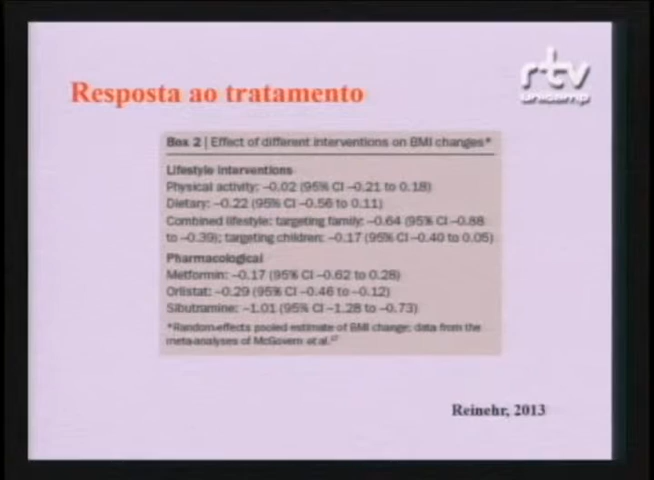 Resposta ao tratamento
rtv
unicamp
Box 2 | Effect of different interventions on BMI changes*
Lifestyle interventions
Physical activity: –0.02 (95% CI –0.21 to 0.18)
Dietary: –0.22 (95% CI –0.56 to 0.11)
Combined lifestyle: targeting family: –0.64 (95% CI –0.88
to –0.39); targeting children: –0.17 (95% CI –0.40 to 0.05)
Pharmacological
Metformin: –0.17 (95% CI –0.62 to 0.28)
Orlistat: –0.29 (95% CI –0.46 to –0.12)
Sibutramine: –1.01 (95% CI –1.28 to –0.73)
*Random-effects pooled estimate of BMI change; data from the
meta-analyses of McGovern et al.
Reinehr, 2013